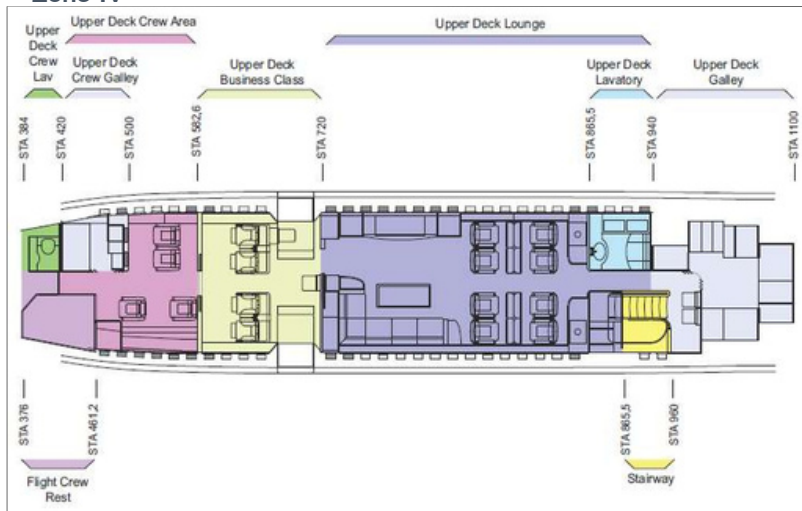 Upper Deck Crew Area
Upper Deck Lounge
Upper
Deck
Crew
Lav
Upper Deck
Crew Galley
Upper Deck
Business Class
Upper Deck
Lavatory
Upper Deck
Galley
STA 384
STA 420
STA 500
STA 582,6
STA 720
STA 865,5
STA 940
STA 1100
STA 376
STA 461,2
STA 865,5
STA 960
Flight Crew
Rest
Stairway